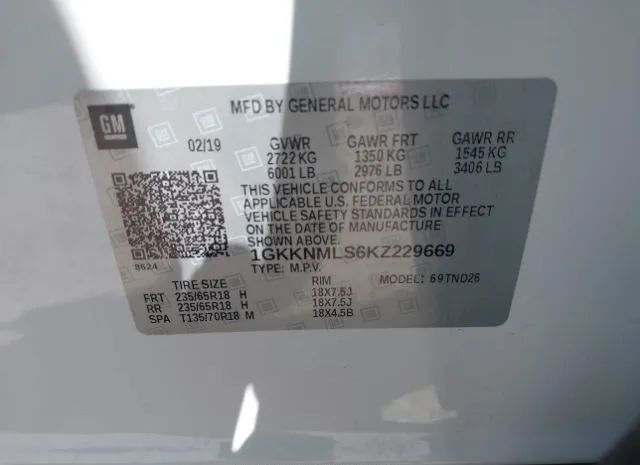 GM
MFD BY GENERAL MOTORS LLC
02/19 GVWR GAWR FRT GAWR RR
2722 KG 1350 KG 1545 KG
6001 LB 2976 LB 3406 LB
THIS VEHICLE CONFORMS TO ALL
APPLICABLE U.S. FEDERAL MOTOR
VEHICLE SAFETY STANDARDS IN EFFECT
ON THE DATE OF MANUFACTURE
SHOWN ABOVE.
8624
1GKKNMLS6KZ229669
TYPE: M.P.V. MODEL: 69TND26
TIRE SIZE RIM
FRT 235/65R18 H 18X7.5J
RR 235/65R18 H 18X7.5J
SPA T135/70R18 M 18X4.5B